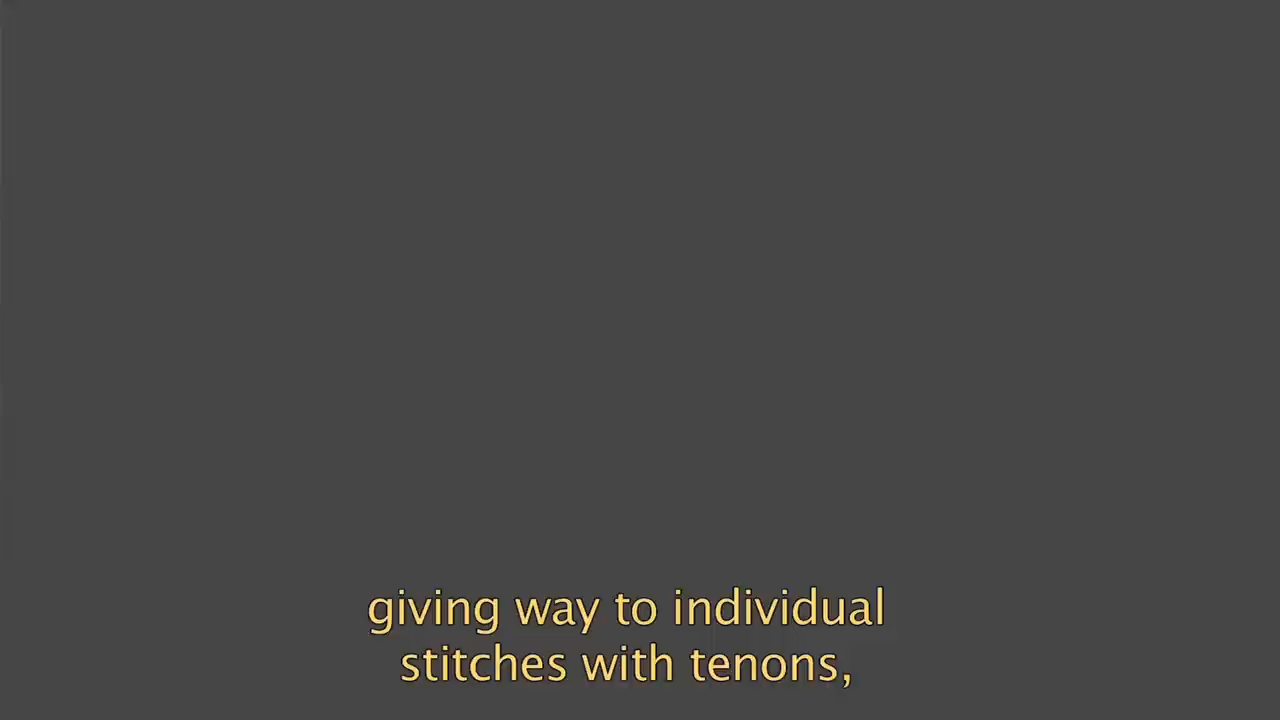 giving way to individual
stitches with tenons,